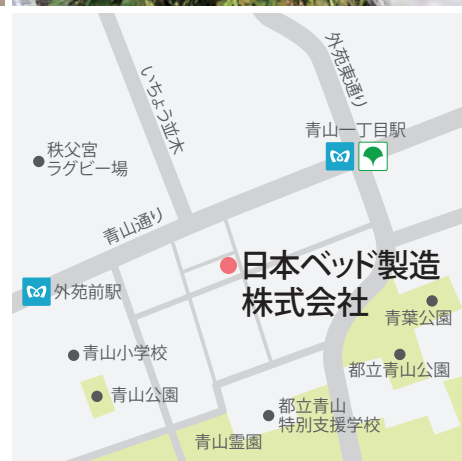 外苑東通り
いちょう並木
青山一丁目駅
秩父宮
ラグビー場
青山通り
日本ベッド製造
株式会社
外苑前駅
青葉公園
青山小学校
都立青山公園
青山公園
都立青山
特別支援学校
青山霊園